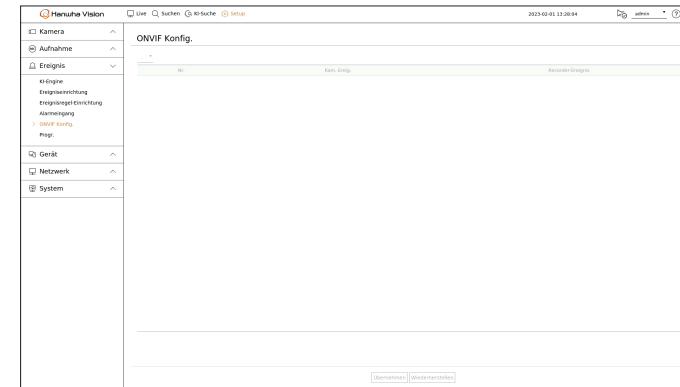 Hanwha Vision
Live Suchen KI-Suche Setup 2023-02-01 13:28:04 admin
Kamera
Aufnahme
Ereignis
KI-Engine
Ereigniseinrichtung
Ereignisregel-Einrichtung
Alarmeingang
ONVIF Konfig.
Progr.
Gerät
Netzwerk
System
ONVIF Konfig.
Nr. Kam. Ereig. Recorder-Ereignis
Übernehmen Wiederherstellen